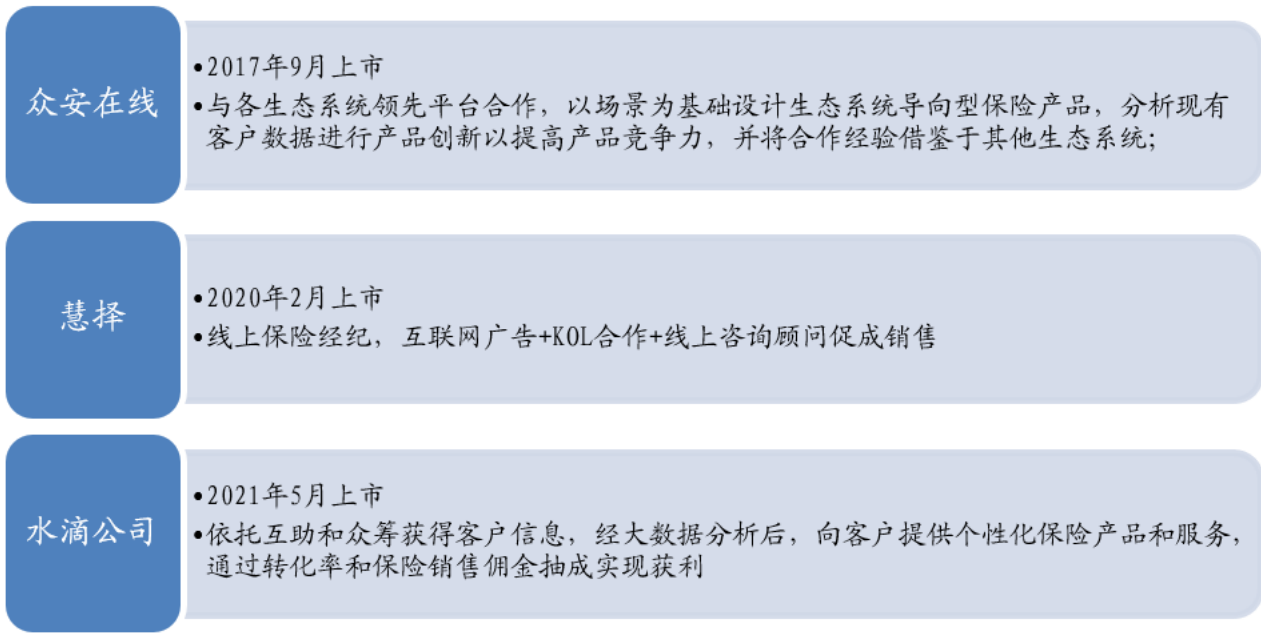 众安在线
•2017年9月上市
•与各生态系统领先平台合作，以场景为基础设计生态系统导向型保险产品，分析现有
客户数据进行产品创新以提高产品竞争力，并将合作经验借鉴于其他生态系统；
慧择
•2020年2月上市
•线上保险经纪，互联网广告+KOL合作+线上咨询顾问促成销售
水滴公司
•2021年5月上市
•依托互助和众筹获得客户信息，经大数据分析后，向客户提供个性化保险产品和服务，
通过转化率和保险销售佣金抽成实现获利